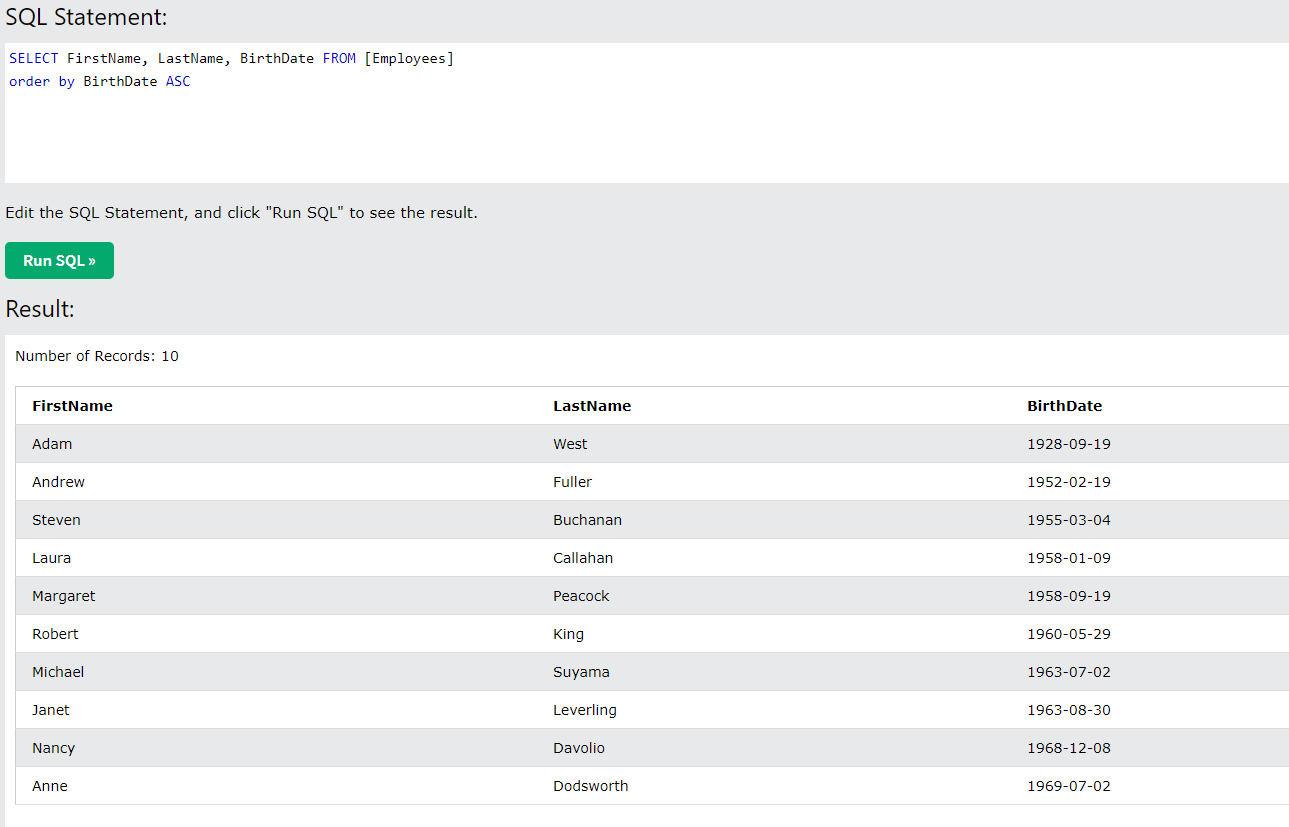 SQL Statement:
SELECT FirstName, LastName, BirthDate FROM [Employees]
order by BirthDate ASC
Edit the SQL Statement, and click "Run SQL" to see the result.
Run SQL »
Result:
Number of Records: 10
FirstName LastName BirthDate
Adam West 1928-09-19
Andrew Fuller 1952-02-19
Steven Buchanan 1955-03-04
Laura Callahan 1958-01-09
Margaret Peacock 1958-09-19
Robert King 1960-05-29
Michael Suyama 1963-07-02
Janet Leverling 1963-08-30
Nancy Davolio 1968-12-08
Anne Dodsworth 1969-07-02